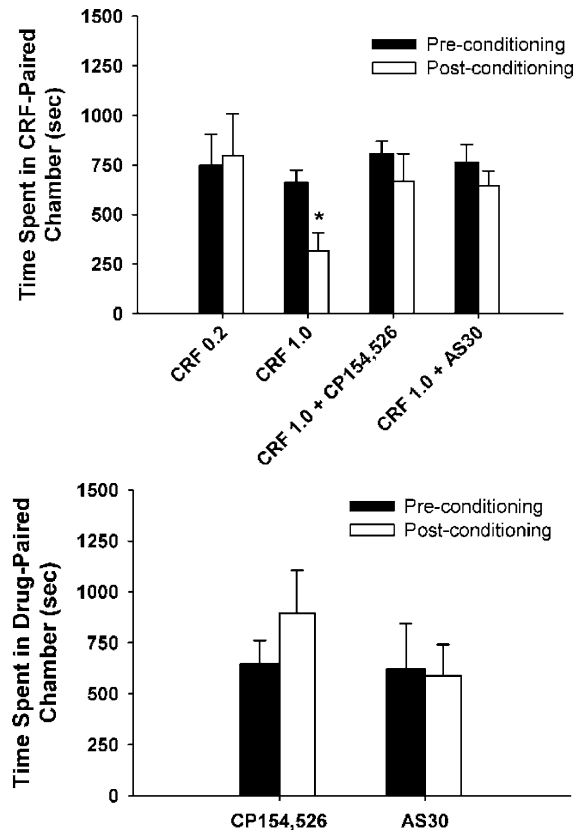 Time Spent in CRF-Paired
Chamber (sec)
1500
1250
1000
750
500
250
0
Pre-conditioning
Post-conditioning
*
CRF 0.2
CRF 1.0
CRF 1.0 + CP154,526
CRF 1.0 + AS30
Time Spent in Drug-Paired
Chamber (sec)
1500
1250
1000
750
500
250
0
Pre-conditioning
Post-conditioning
CP154,526
AS30